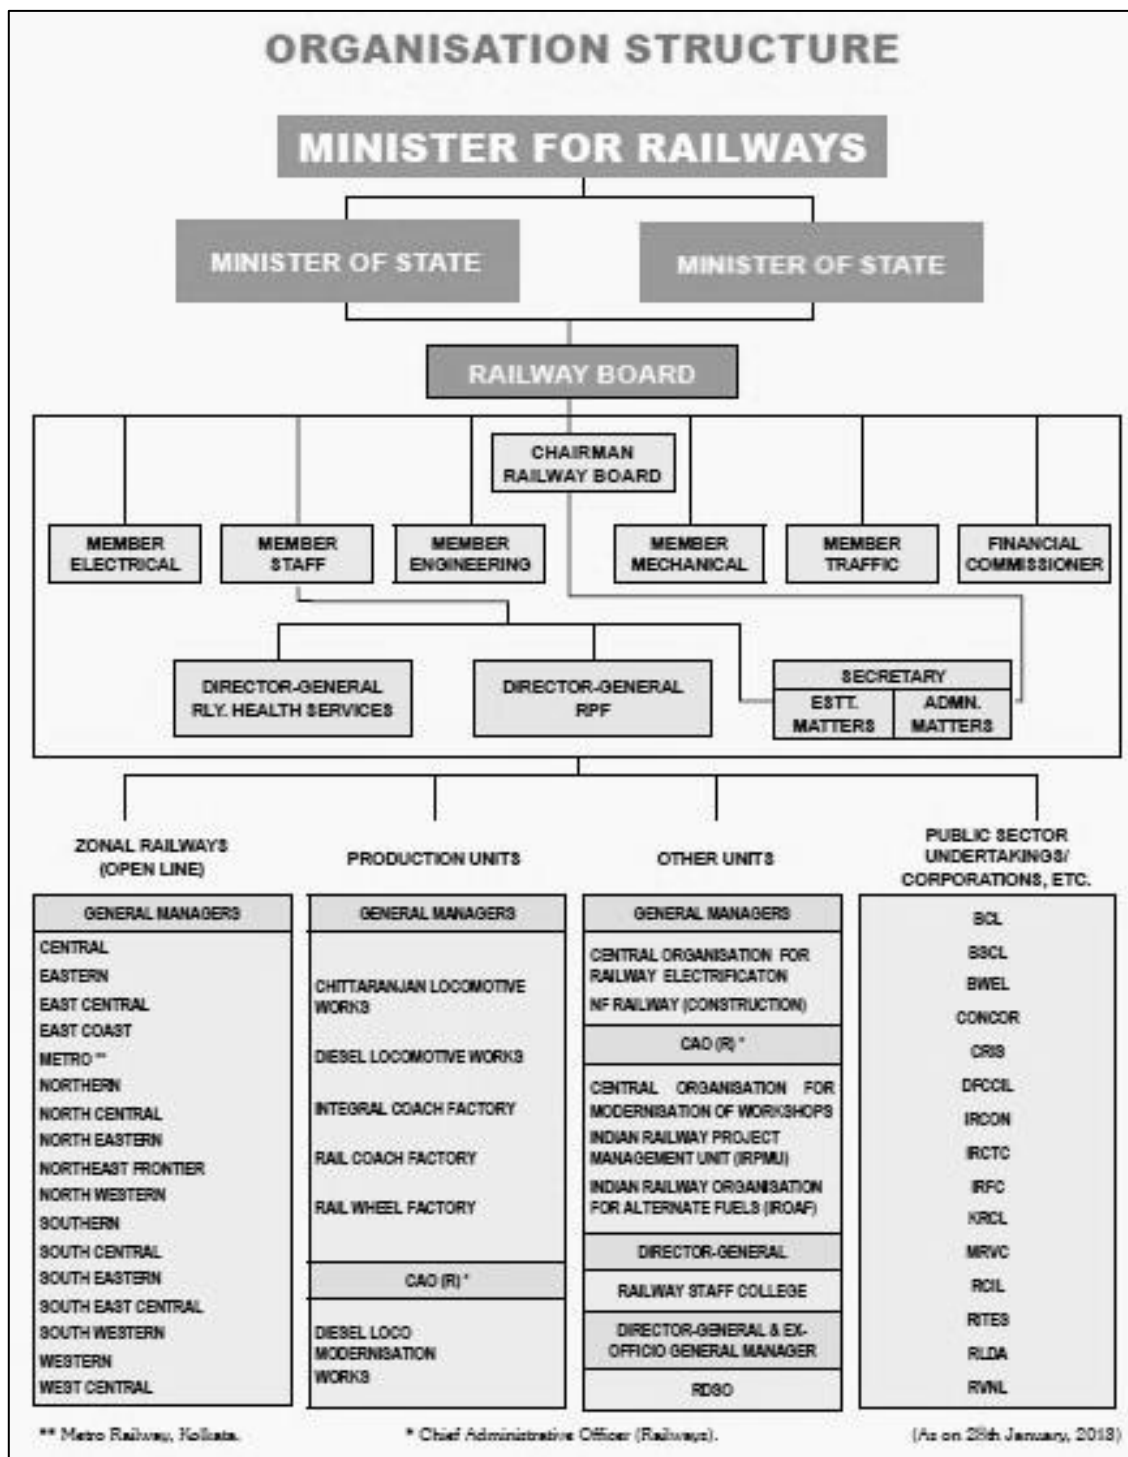 ORGANISATION STRUCTURE
MINISTER FOR RAILWAYS
MINISTER OF STATE
MINISTER OF STATE
RAILWAY BOARD
CHAIRMAN
RAILWAY BOARD
MEMBER
ELECTRICAL
MEMBER
STAFF
MEMBER
ENGINEERING
MEMBER
MECHANICAL
MEMBER
TRAFFIC
FINANCIAL
COMMISSIONER
DIRECTOR-GENERAL
RLY. HEALTH SERVICES
DIRECTOR-GENERAL
RPF
SECRETARY
ESTT.
MATTERS
ADMN.
MATTERS
ZONAL RAILWAYS
(OPEN LINE)
GENERAL MANAGERS
CENTRAL
EASTERN
EAST CENTRAL
EAST COAST
METRO **
NORTHERN
NORTH CENTRAL
NORTH EASTERN
NORTHEAST FRONTIER
NORTH WESTERN
SOUTHERN
SOUTH CENTRAL
SOUTH EASTERN
SOUTH EAST CENTRAL
SOUTH WESTERN
WESTERN
WEST CENTRAL
PRODUCTION UNITS
GENERAL MANAGERS
CHITTARANJAN LOCOMOTIVE
WORKS
DIESEL LOCOMOTIVE WORKS
INTEGRAL COACH FACTORY
RAIL COACH FACTORY
RAIL WHEEL FACTORY
CAO (R) *
DIESEL LOCO
MODERNISATION
WORKS
OTHER UNITS
GENERAL MANAGERS
CENTRAL ORGANISATION FOR
RAILWAY ELECTRIFICATON
NF RAILWAY (CONSTRUCTION)
CAO (R) *
CENTRAL ORGANISATION FOR
MODERNISATION OF WORKSHOPS
INDIAN RAILWAY PROJECT
MANAGEMENT UNIT (IRPMU)
INDIAN RAILWAY ORGANISATION
FOR ALTERNATE FUELS (IROAF)
DIRECTOR-GENERAL
RAILWAY STAFF COLLEGE
DIRECTOR-GENERAL & EX-
OFFICIO GENERAL MANAGER
RDSO
PUBLIC SECTOR
UNDERTAKINGS/
CORPORATIONS, ETC.
BCL
BSCL
BWEL
CONCOR
CRIS
DFCCIL
IRCON
IRCTC
IRFC
KRCL
MRVC
RCIL
RITES
RLDA
RVNL
** Metro Railway, Kolkata.
* Chief Administrative Officer (Railways).
(As on 28th January, 2013)